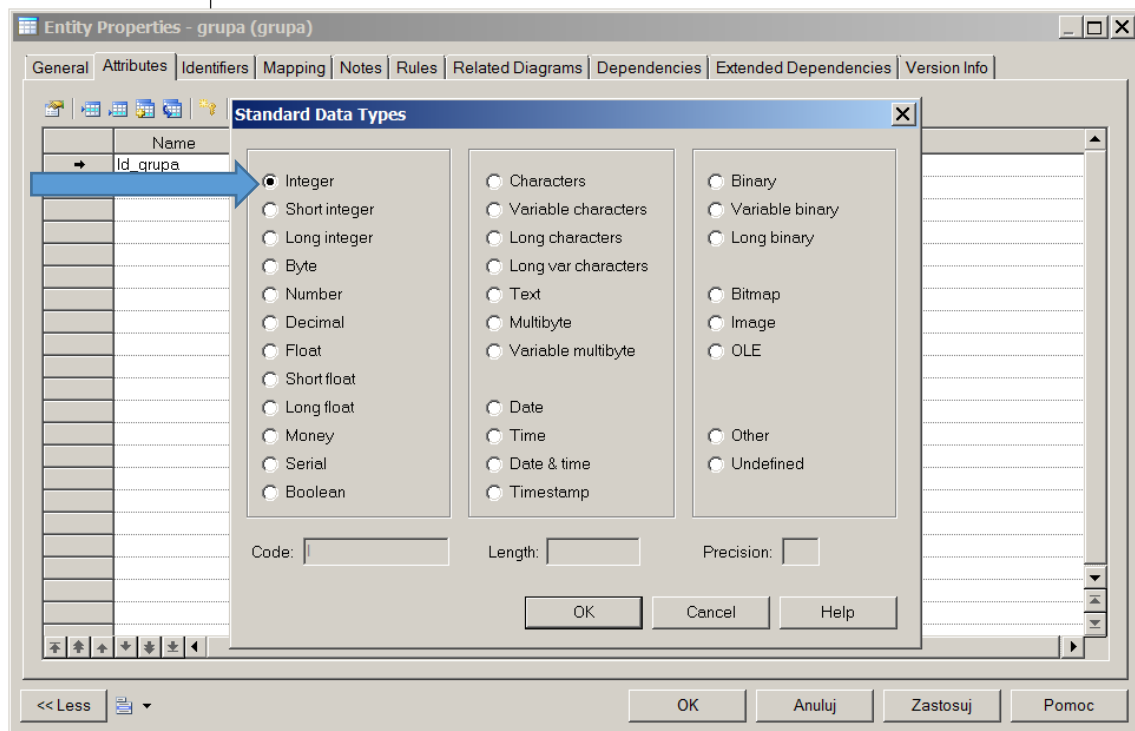 Entity Properties - grupa (grupa)
General Attributes Identifiers Mapping Notes Rules Related Diagrams Dependencies Extended Dependencies Version Info
Standard Data Types
Name
Id_grupa
Integer
Short integer
Long integer
Byte
Number
Decimal
Float
Short float
Long float
Money
Serial
Boolean
Characters
Variable characters
Long characters
Long var characters
Text
Multibyte
Variable multibyte
Date
Time
Date & time
Timestamp
Binary
Variable binary
Long binary
Bitmap
Image
OLE
Other
Undefined
Code: I Length: Precision:
OK Cancel Help
<< Less OK Anuluj Zastosuj Pomoc